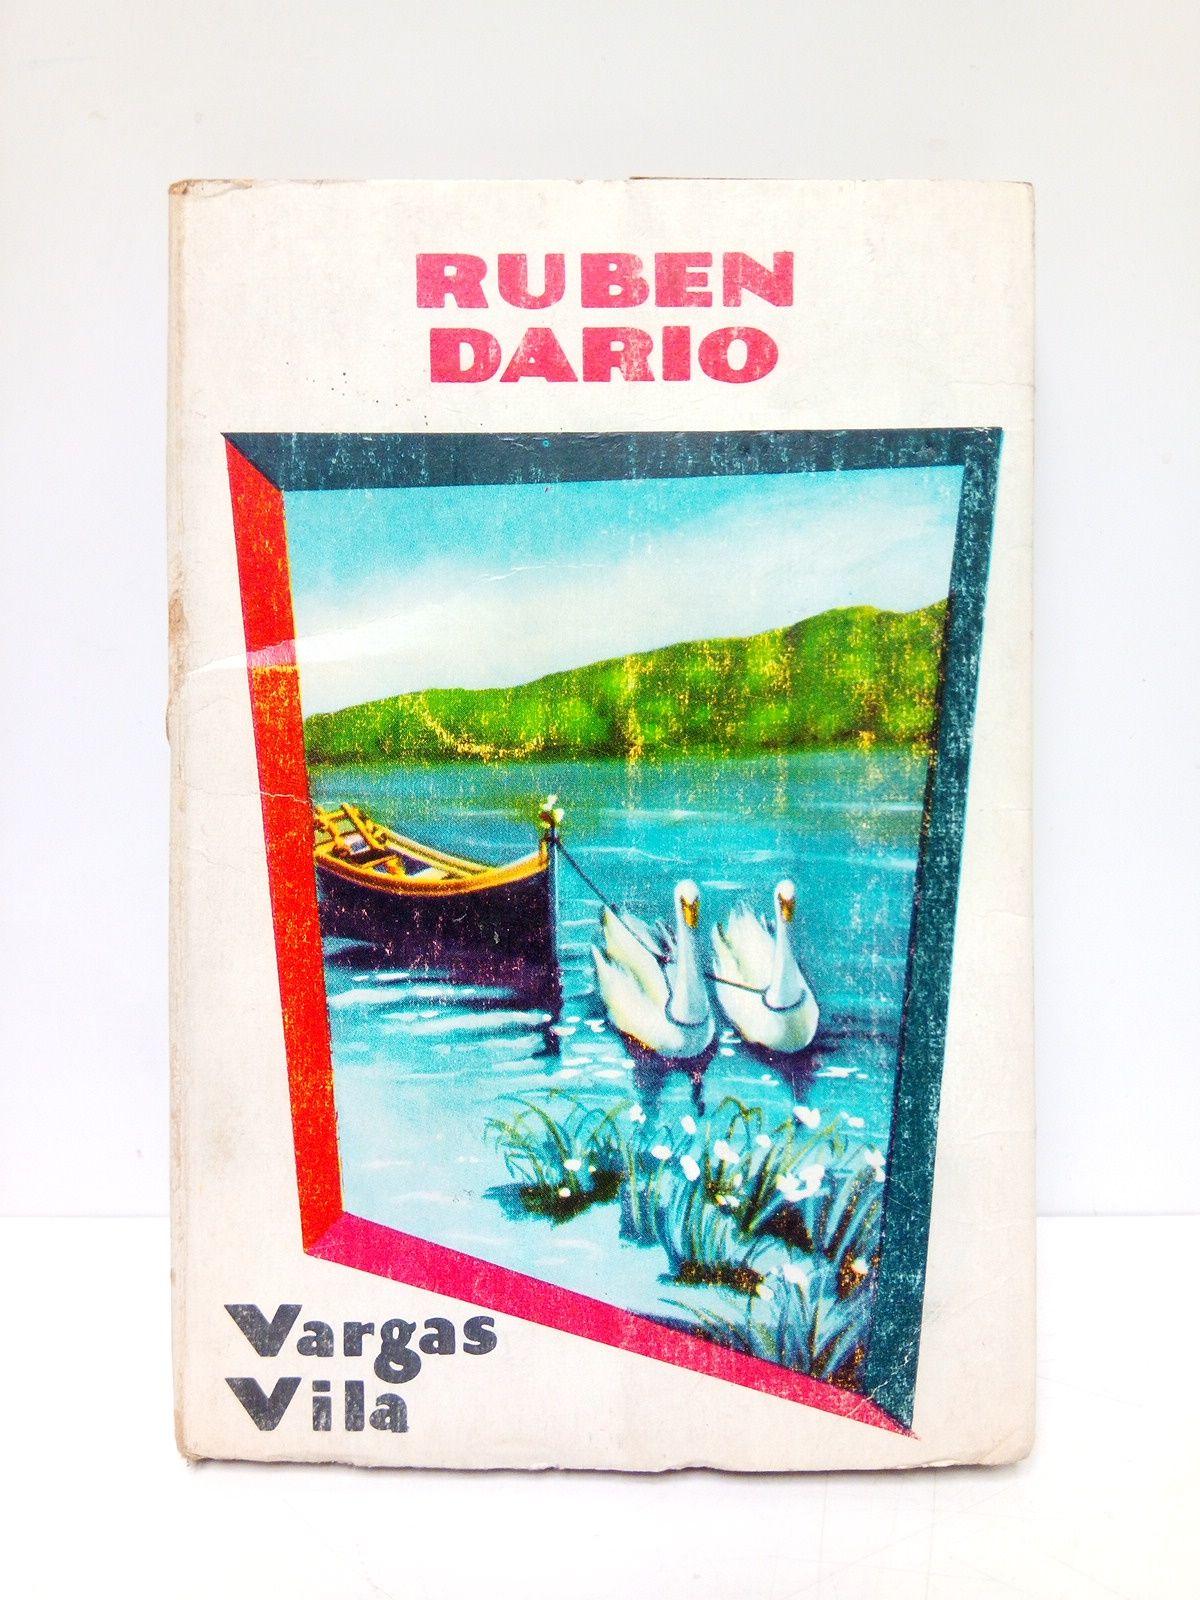 RUBEN
DARIO
Vargas
Vila